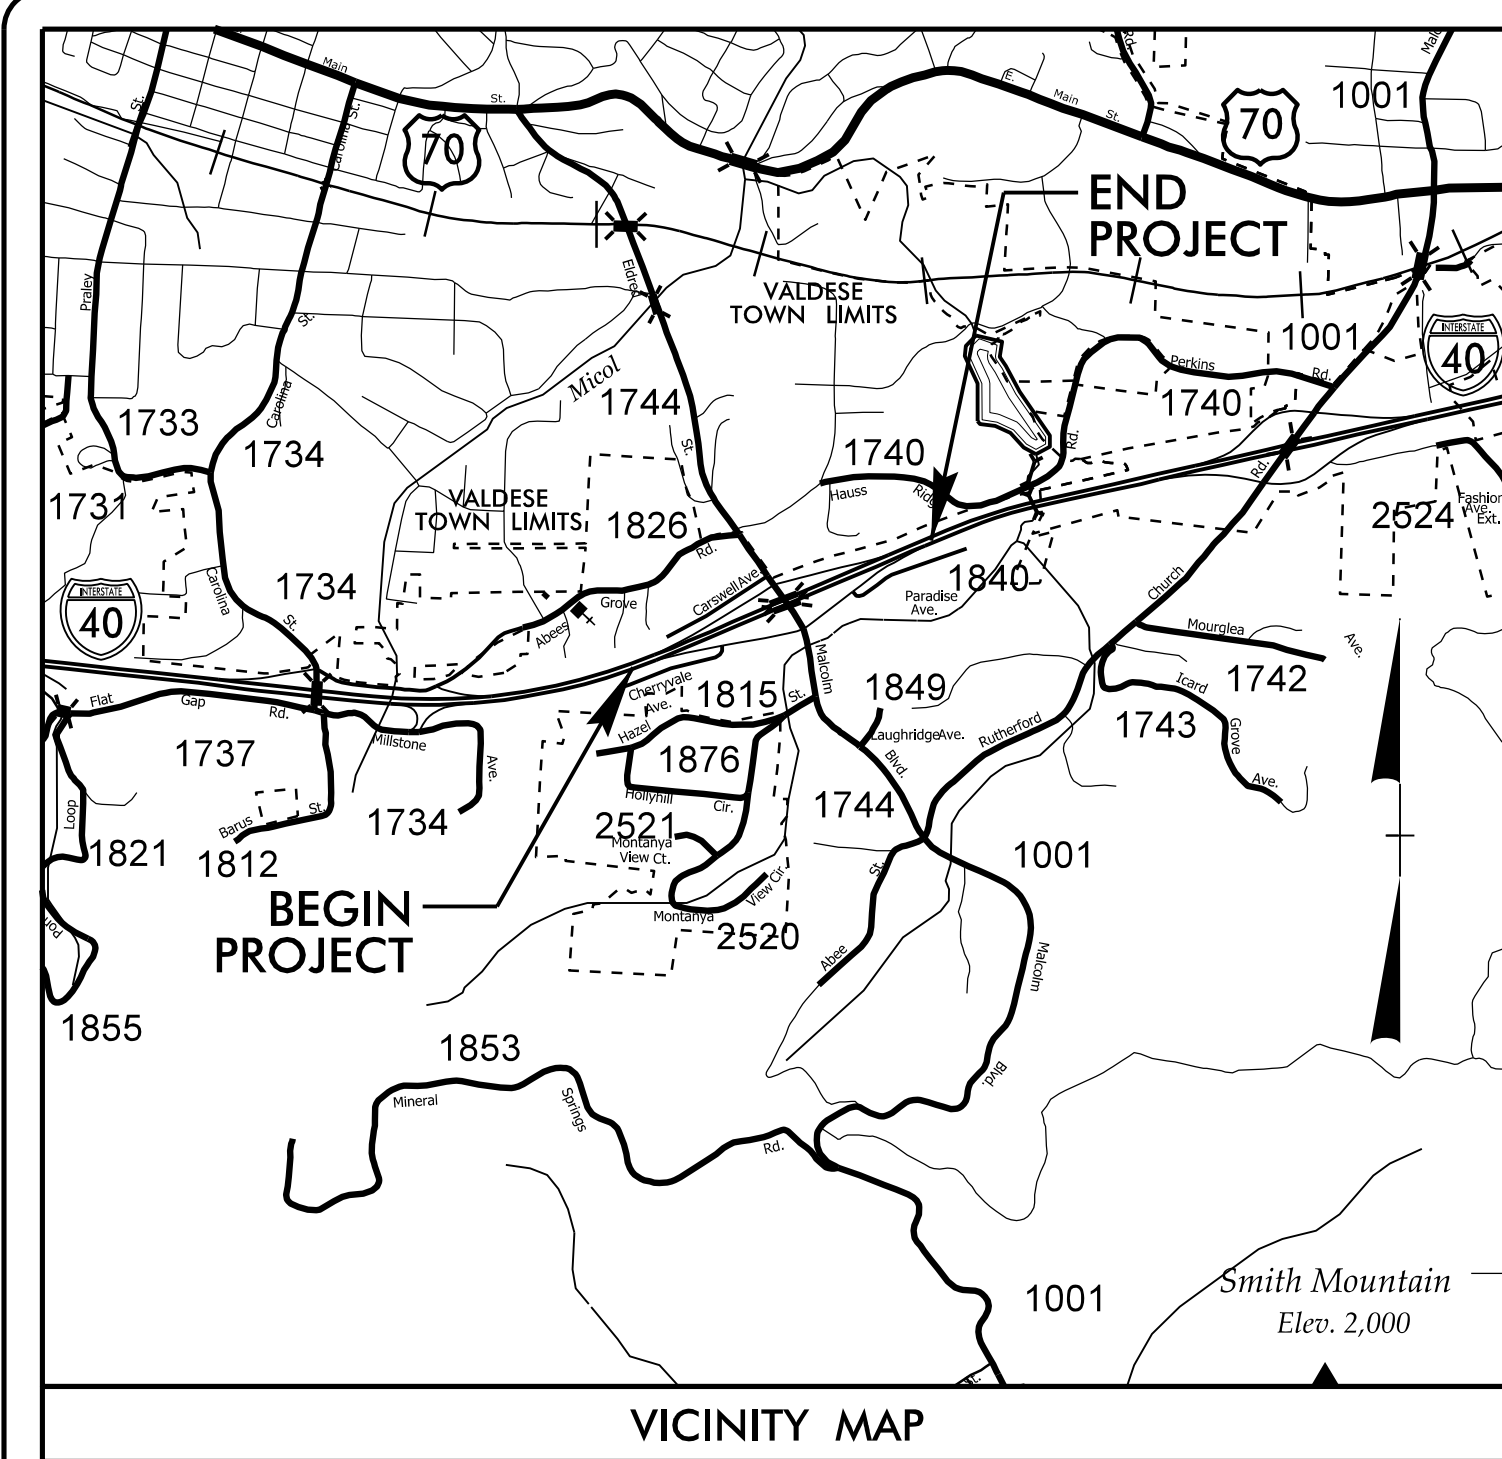 Main
St.
E.
Main
St.
Rd.
1001
St.
Carolina St.
70
70
END
PROJECT
Praley
St.
Eldred
VALDESE
TOWN LIMITS
1001
INTERSTATE
40
Micol
1744
Perkins
Rd.
1740
Carolina
1733
1734
St.
1740
Rd.
Hauss
Ridge
Rd.
1731
VALDESE
TOWN LIMITS
1826
Rd.
2524
Fashion
Ave.
Ext.
INTERSTATE
40
Carolina
St.
1734
Abees
Grove
Carswell Ave.
1840
Paradise
Ave.
Church
Mourglea
Ave.
1742
Flat
Gap
Rd.
1737
Millstone
Ave.
Cherryvale
Ave.
1815
St.
Malcolm
1849
Hazel
1876
Laughridge Ave.
Blvd.
Rutherford
1743
Icard
Grove
Ave.
Loop
1821
Barus
St.
1812
1734
Hollyhill
Cir.
2521
Montanya
View Ct.
1744
1001
St.
BEGIN
PROJECT
Montanya
View Cir.
2520
Abee
Malcolm
Blvd.
1855
1853
Mineral
Springs
Rd.
1001
Smith Mountain
Elev. 2,000
St.
VICINITY MAP